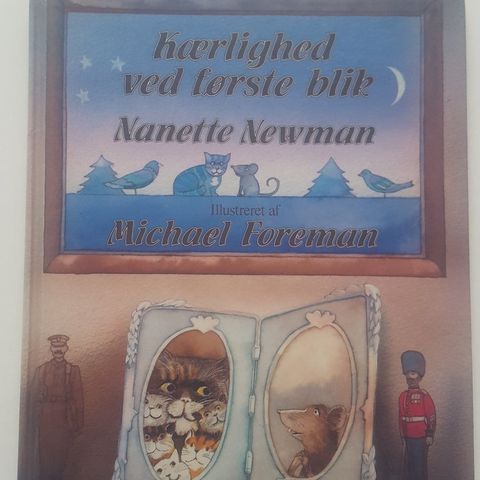 Kærlighed
ved første blik
Nanette Newman
Illustreret af
Michael Foreman